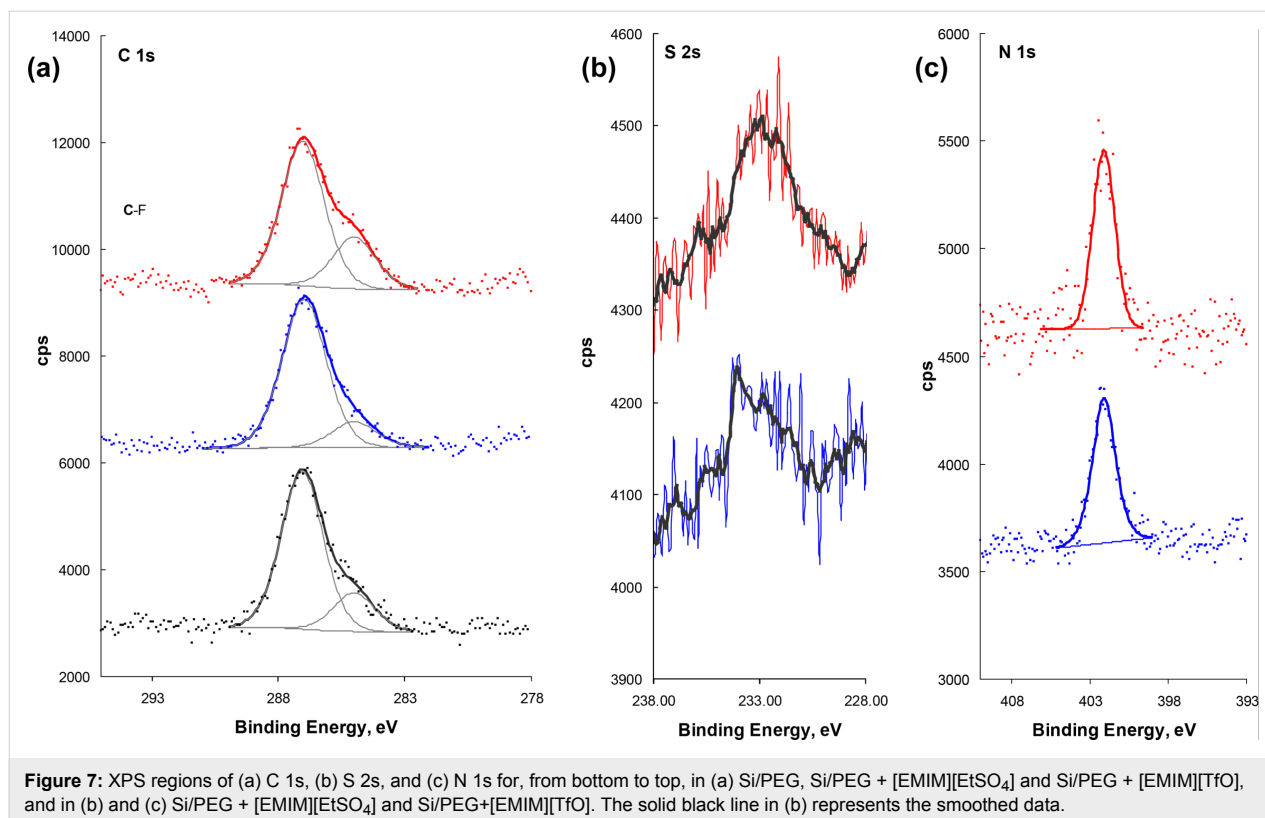 (a)
C 1s
C-F
cps
14000
12000
10000
8000
6000
4000
2000
293
288
283
278
Binding Energy, eV
(b)
S 2s
cps
4600
4500
4400
4300
4200
4100
4000
3900
238.00
233.00
228.00
Binding Energy, eV
(c)
N 1s
cps
6000
5500
5000
4500
4000
3500
3000
408
403
398
393
Binding Energy, eV
Figure 7: XPS regions of (a) C 1s, (b) S 2s, and (c) N 1s for, from bottom to top, in (a) Si/PEG, Si/PEG + [EMIM][EtSO₄] and Si/PEG + [EMIM][TfO],
and in (b) and (c) Si/PEG + [EMIM][EtSO₄] and Si/PEG+[EMIM][TfO]. The solid black line in (b) represents the smoothed data.